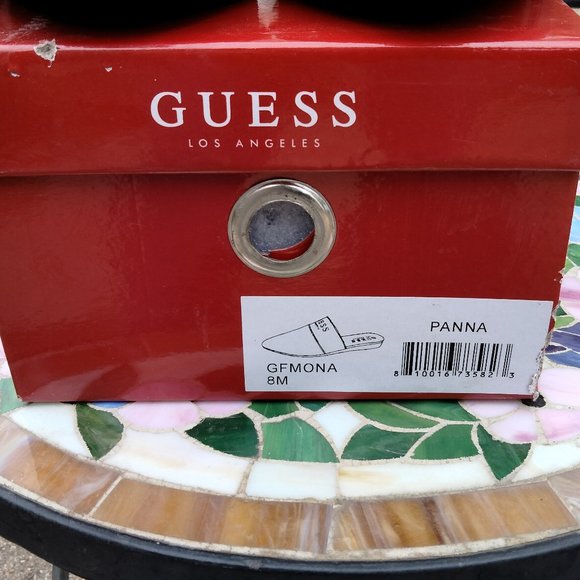 GUESS
LOS ANGELES
PANNA
GFMONA
8M
8 10016 73582 3